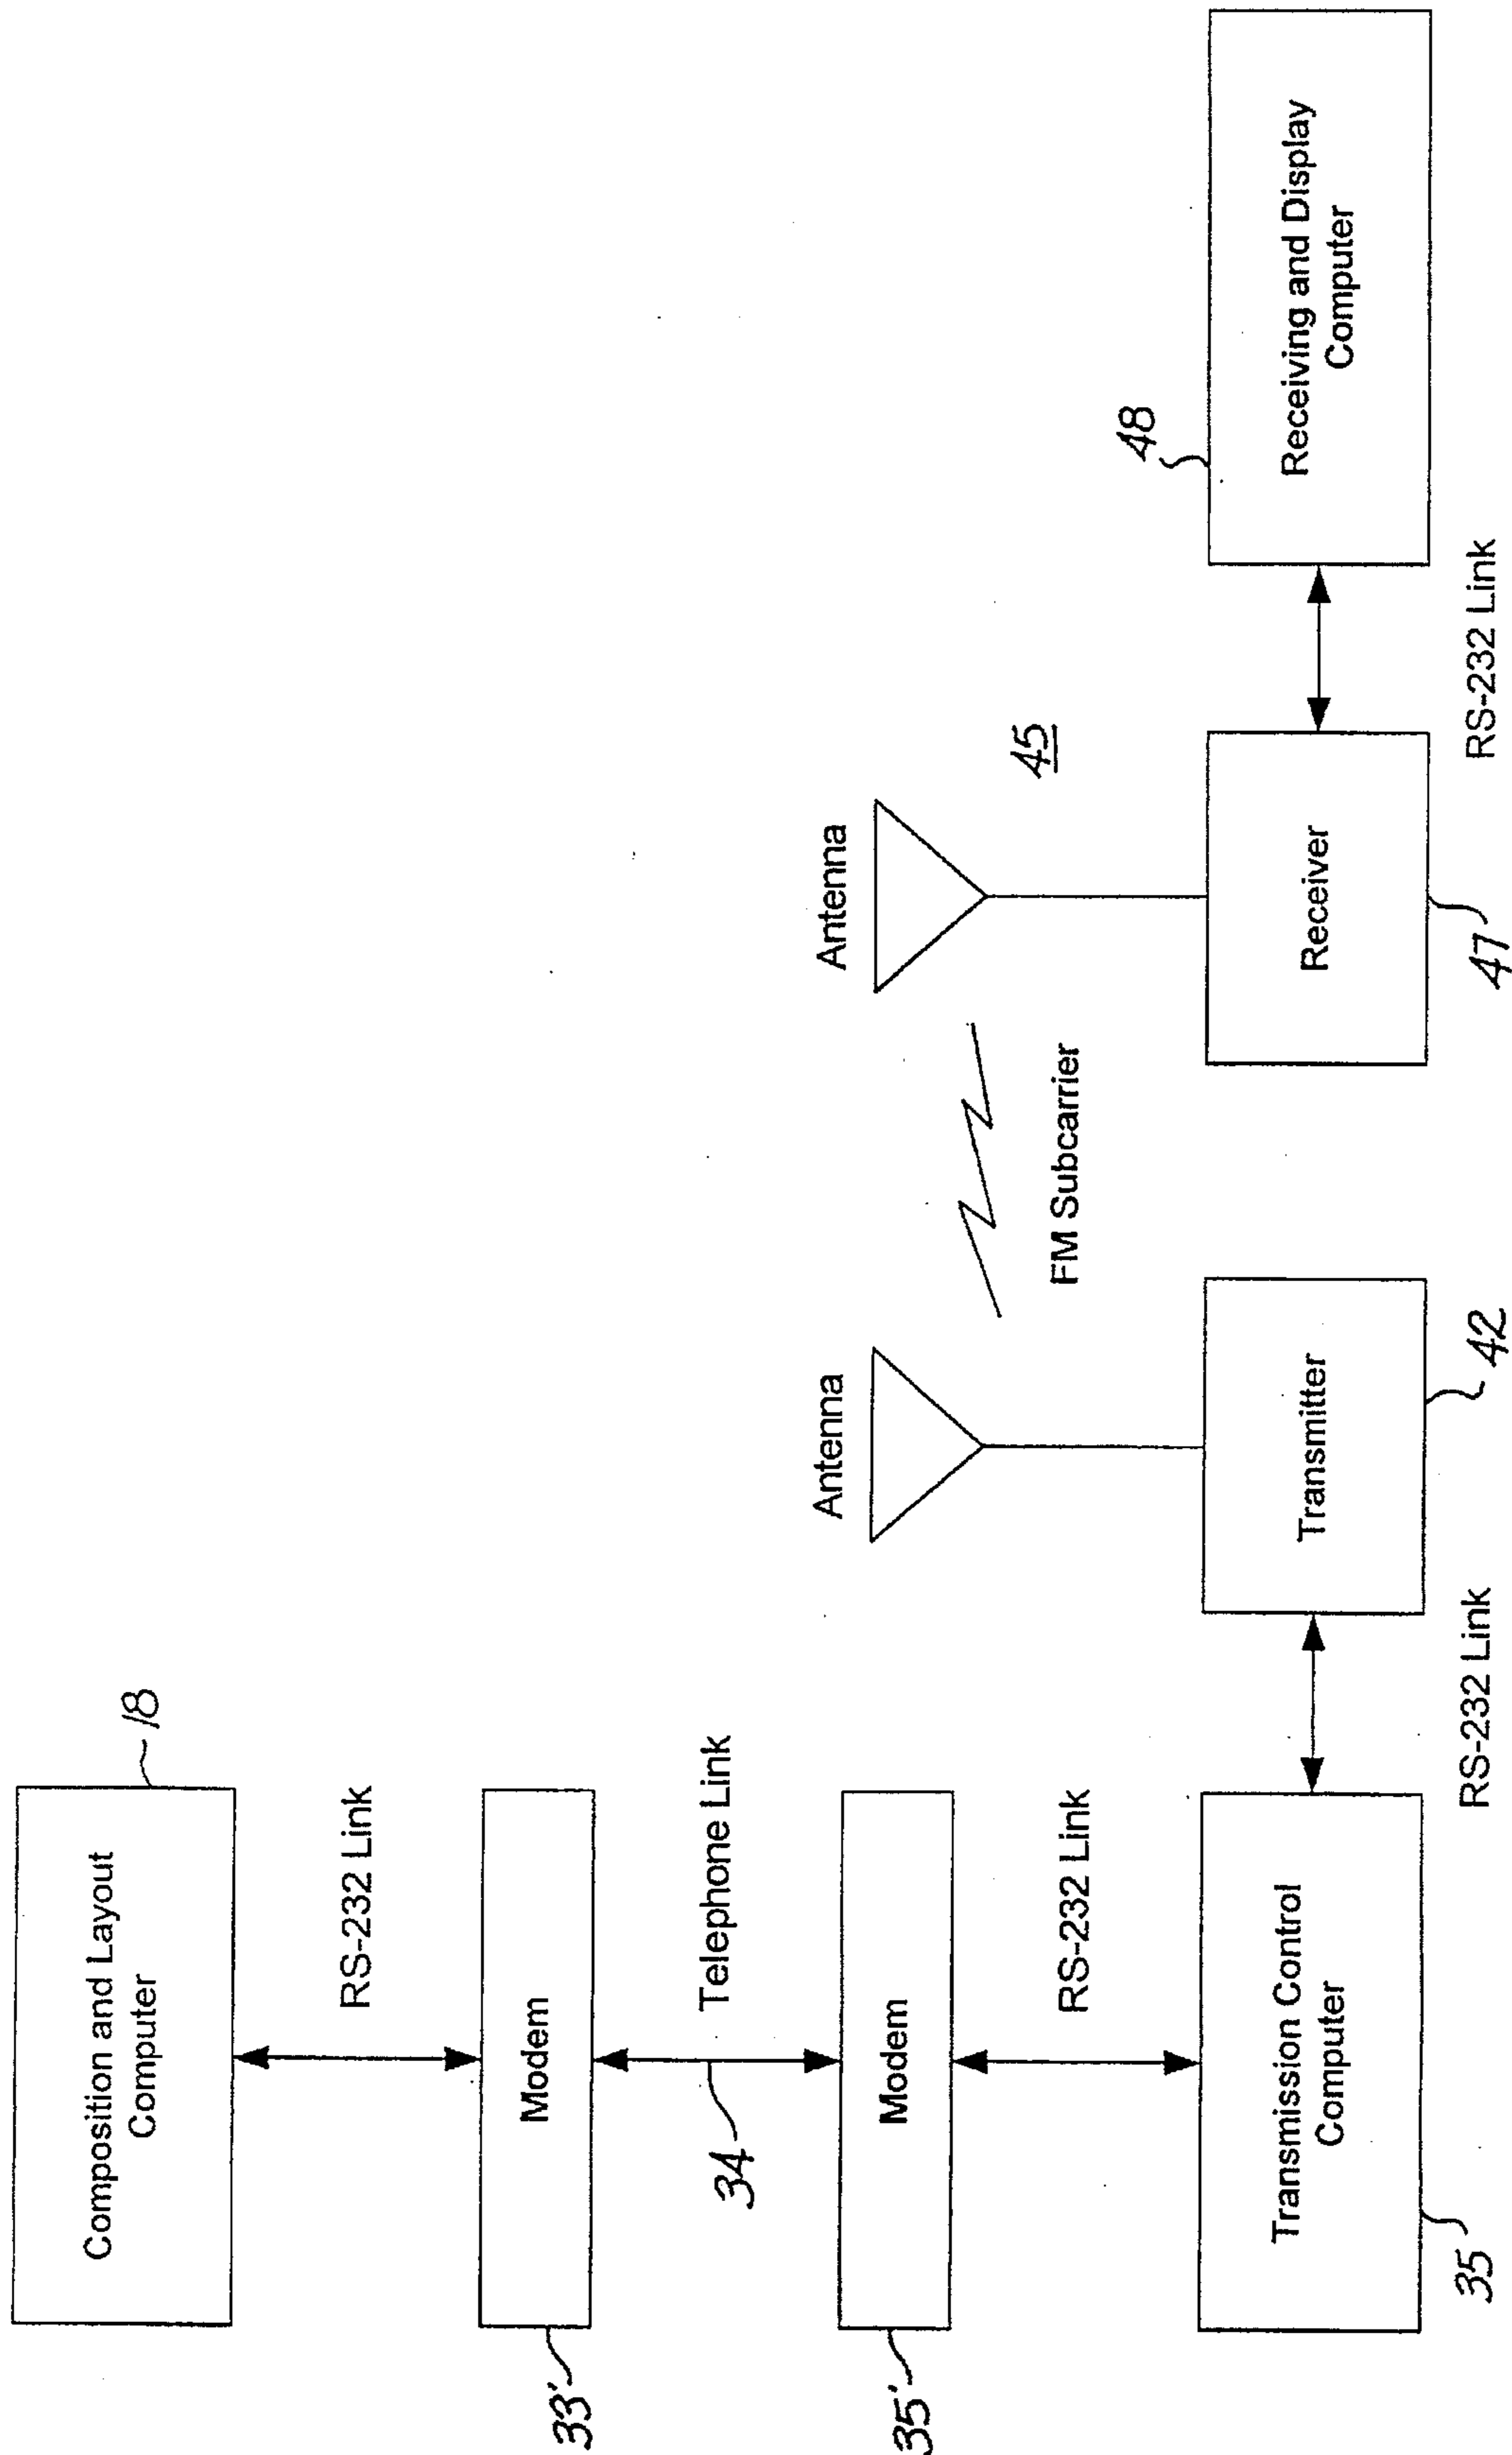 Composition and Layout
Computer
18
RS-232 Link
Modem
33'
Telephone Link
34
Modem
35'
RS-232 Link
Transmission Control
Computer
35
RS-232 Link
Antenna
Transmitter
42
FM Subcarrier
Antenna
45
Receiver
47
RS-232 Link
48
Receiving and Display
Computer